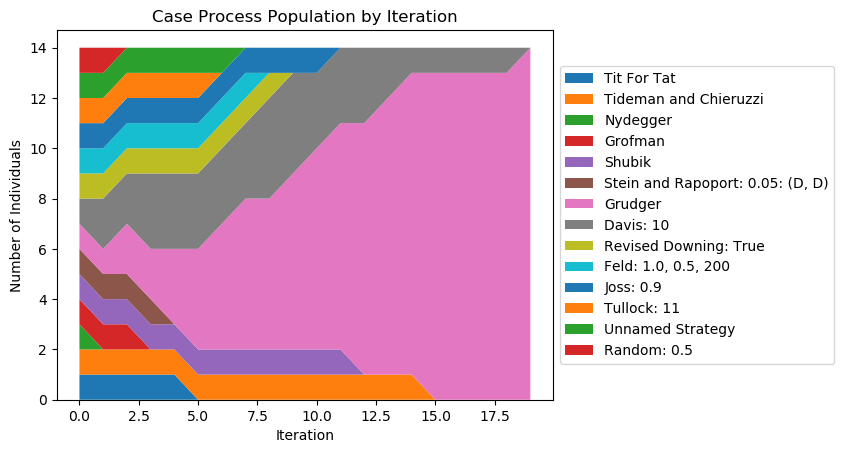 Case Process Population by Iteration
Number of Individuals
14
12
10
8
6
4
2
0
0.0 2.5 5.0 7.5 10.0 12.5 15.0 17.5
Iteration
Tit For Tat
Tideman and Chieruzzi
Nydegger
Grofman
Shubik
Stein and Rapoport: 0.05: (D, D)
Grudger
Davis: 10
Revised Downing: True
Feld: 1.0, 0.5, 200
Joss: 0.9
Tullock: 11
Unnamed Strategy
Random: 0.5